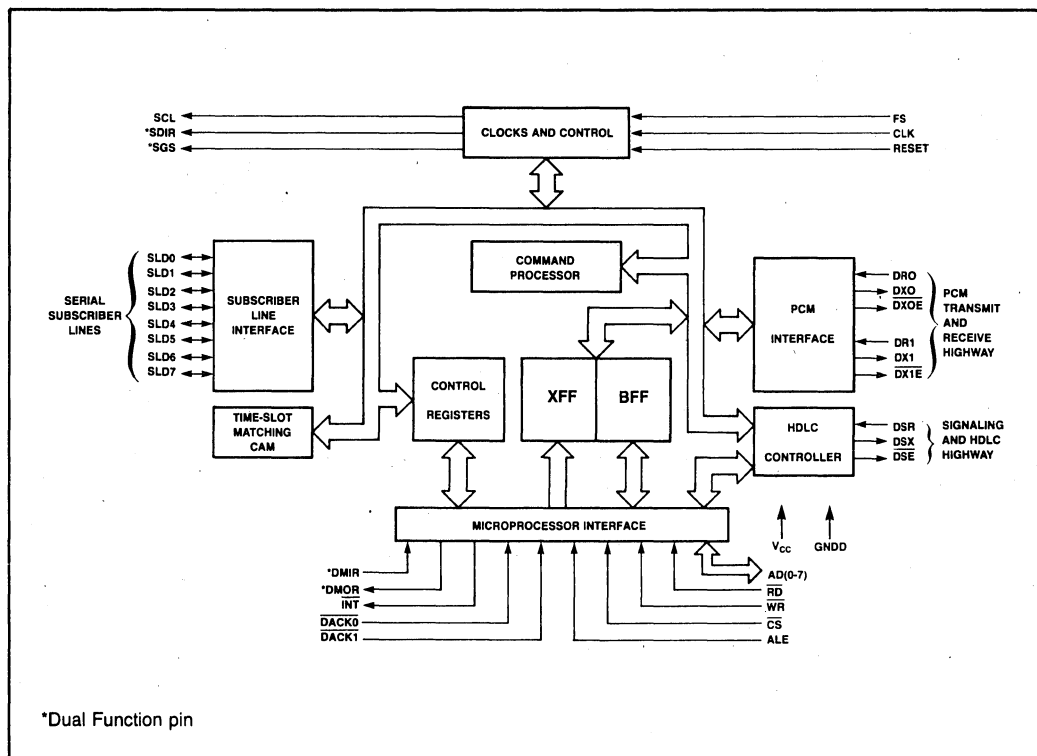 SCL
*SDIR
*SGS
CLOCKS AND CONTROL
FS
CLK
RESET
SERIAL
SUBSCRIBER
LINES
SLD0
SLD1
SLD2
SLD3
SLD4
SLD5
SLD6
SLD7
SUBSCRIBER
LINE
INTERFACE
COMMAND
PROCESSOR
PCM
INTERFACE
DRO
DXO
DXOE
DR1
DX1
DX1E
PCM
TRANSMIT
AND
RECEIVE
HIGHWAY
TIME-SLOT
MATCHING
CAM
CONTROL
REGISTERS
XFF
BFF
HDLC
CONTROLLER
DSR
DSX
DSE
SIGNALING
AND HDLC
HIGHWAY
MICROPROCESSOR INTERFACE
VCC
GNDD
*DMIR
*DMOR
INT
DACK0
DACK1
AD(0-7)
RD
WR
CS
ALE
*Dual Function pin